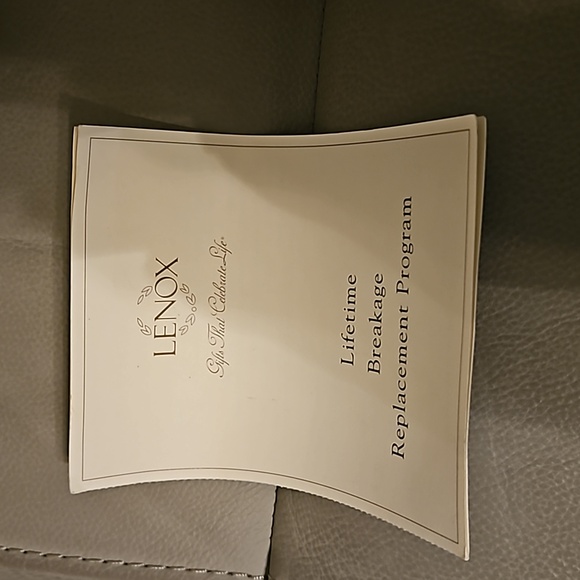 LENOX
Gifts That Celebrate Life®
Lifetime
Breakage
Replacement Program